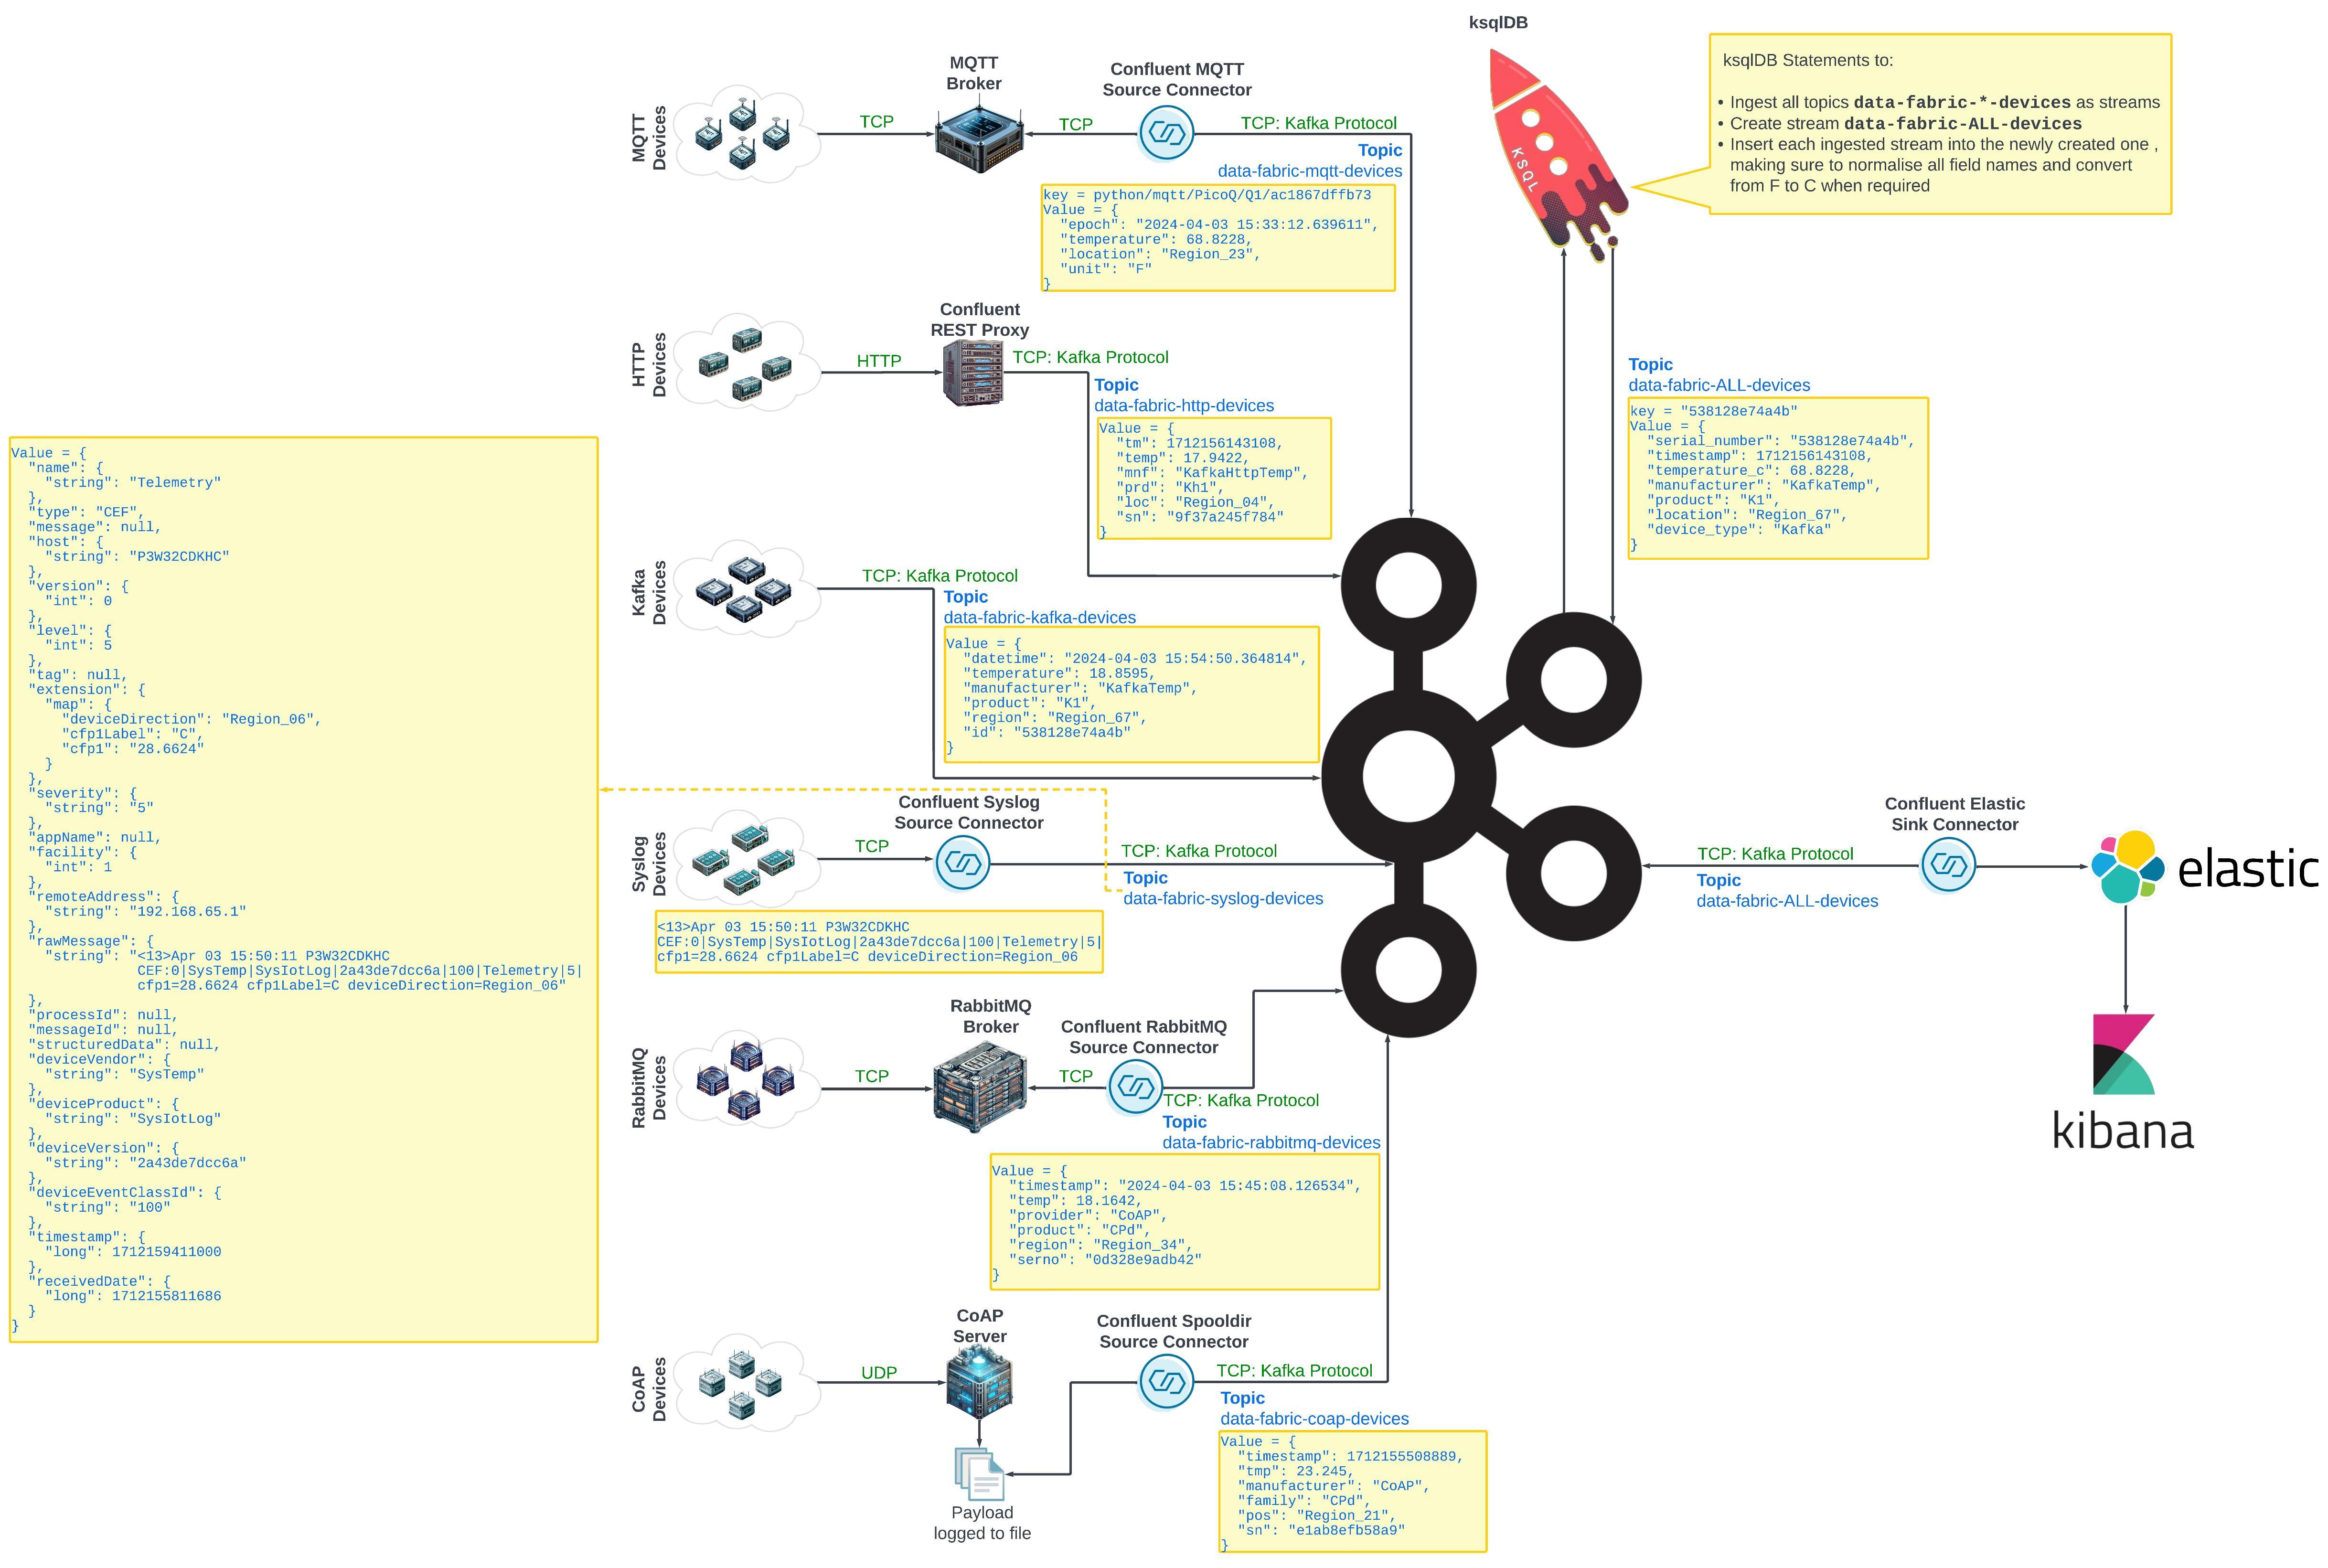 ksqlDB
KSQL
ksqlDB Statements to:
• Ingest all topics data-fabric-*-devices as streams
• Create stream data-fabric-ALL-devices
• Insert each ingested stream into the newly created one ,
making sure to normalise all field names and convert
from F to C when required
MQTT
Devices
TCP
MQTT
Broker
TCP
Confluent MQTT
Source Connector
TCP: Kafka Protocol
Topic
data-fabric-mqtt-devices
key = python/mqtt/PicoQ/Q1/ac1867dffb73
Value = {
"epoch": "2024-04-03 15:33:12.639611",
"temperature": 68.8228,
"location": "Region_23",
"unit": "F"
}
HTTP
Devices
HTTP
Confluent
REST Proxy
TCP: Kafka Protocol
Topic
data-fabric-http-devices
Value = {
"tm": 1712156143108,
"temp": 17.9422,
"mnf": "KafkaHttpTemp",
"prd": "Kh1",
"loc": "Region_04",
"sn": "9f37a245f784"
}
Topic
data-fabric-ALL-devices
key = "538128e74a4b"
Value = {
"serial_number": "538128e74a4b",
"timestamp": 1712156143108,
"temperature_c": 68.8228,
"manufacturer": "KafkaTemp",
"product": "K1",
"location": "Region_67",
"device_type": "Kafka"
}
Kafka
Devices
TCP: Kafka Protocol
Topic
data-fabric-kafka-devices
Value = {
"datetime": "2024-04-03 15:54:50.364814",
"temperature": 18.8595,
"manufacturer": "KafkaTemp",
"product": "K1",
"region": "Region_67",
"id": "538128e74a4b"
}
Value = {
"name": {
"string": "Telemetry"
},
"type": "CEF",
"message": null,
"host": {
"string": "P3W32CDKHC"
},
"version": {
"int": 0
},
"level": {
"int": 5
},
"tag": null,
"extension": {
"map": {
"deviceDirection": "Region_06",
"cfp1Label": "C",
"cfp1": "28.6624"
}
},
"severity": {
"string": "5"
},
"appName": null,
"facility": {
"int": 1
},
"remoteAddress": {
"string": "192.168.65.1"
},
"rawMessage": {
"string": "<13>Apr 03 15:50:11 P3W32CDKHC
CEF:0|SysTemp|SysIotLog|2a43de7dcc6a|100|Telemetry|5|
cfp1=28.6624 cfp1Label=C deviceDirection=Region_06"
},
"processId": null,
"messageId": null,
"structuredData": null,
"deviceVendor": {
"string": "SysTemp"
},
"deviceProduct": {
"string": "SysIotLog"
},
"deviceVersion": {
"string": "2a43de7dcc6a"
},
"deviceEventClassId": {
"string": "100"
},
"timestamp": {
"long": 1712159411000
},
"receivedDate": {
"long": 1712155811686
}
}
Syslog
Devices
TCP
Confluent Syslog
Source Connector
TCP: Kafka Protocol
Topic
data-fabric-syslog-devices
<13>Apr 03 15:50:11 P3W32CDKHC
CEF:0|SysTemp|SysIotLog|2a43de7dcc6a|100|Telemetry|5|
cfp1=28.6624 cfp1Label=C deviceDirection=Region_06
TCP: Kafka Protocol
Topic
data-fabric-ALL-devices
Confluent Elastic
Sink Connector
elastic
kibana
RabbitMQ
Devices
TCP
RabbitMQ
Broker
TCP
Confluent RabbitMQ
Source Connector
TCP: Kafka Protocol
Topic
data-fabric-rabbitmq-devices
Value = {
"timestamp": "2024-04-03 15:45:08.126534",
"temp": 18.1642,
"provider": "CoAP",
"product": "CPd",
"region": "Region_34",
"serno": "0d328e9adb42"
}
CoAP
Devices
UDP
CoAP
Server
Payload
logged to file
Confluent Spooldir
Source Connector
TCP: Kafka Protocol
Topic
data-fabric-coap-devices
Value = {
"timestamp": 1712155508889,
"tmp": 23.245,
"manufacturer": "CoAP",
"family": "CPd",
"pos": "Region_21",
"sn": "e1ab8efb58a9"
}